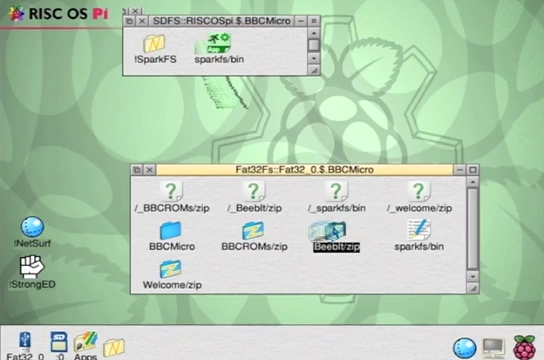 RISC OS Pi
SDFS::RISCOSpi.$.BBCMicro
App
!SparkFS
sparkfs/bin
Fat32Fs::Fat32_0.$.BBCMicro
/_BBCROMs/zip
/_BeebIt/zip
/_sparkfs/bin
/_welcome/zip
BBCMicro
BBCROMs/zip
BeebIt/zip
sparkfs/bin
Welcome/zip
!NetSurf
!StrongED
Fat32_0
:0
Apps